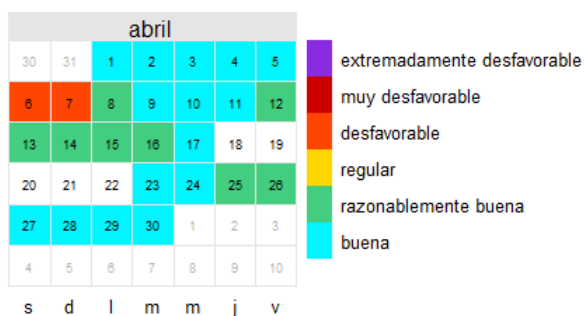 abril
30 31 1 2 3 4 5
6 7 8 9 10 11 12
13 14 15 16 17 18 19
20 21 22 23 24 25 26
27 28 29 30 1 2 3
4 5 6 7 8 9 10
s d l m m j v
extremadamente desfavorable
muy desfavorable
desfavorable
regular
razonablemente buena
buena